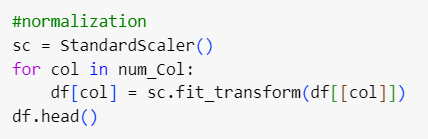 #normalization
sc = StandardScaler()
for col in num_Col:
    df[col] = sc.fit_transform(df[[col]])
df.head()